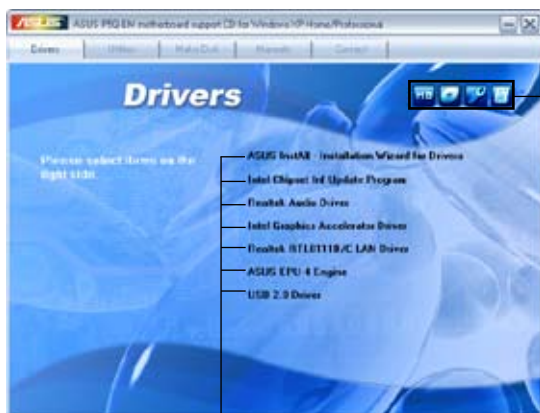 ASUS P5Q-EM motherboard support CD for Windows XP Home/Professional
Drivers Utilities Make Disk Manuals Contact
Drivers
Please select items on the
right side.
ASUS InstAll - Installation Wizard for Drivers
Intel Chipset Inf Update Program
Realtek Audio Driver
Intel Graphics Accelerator Driver
Realtek RTL8111B/C LAN Driver
ASUS EPU-4 Engine
USB 2.0 Driver